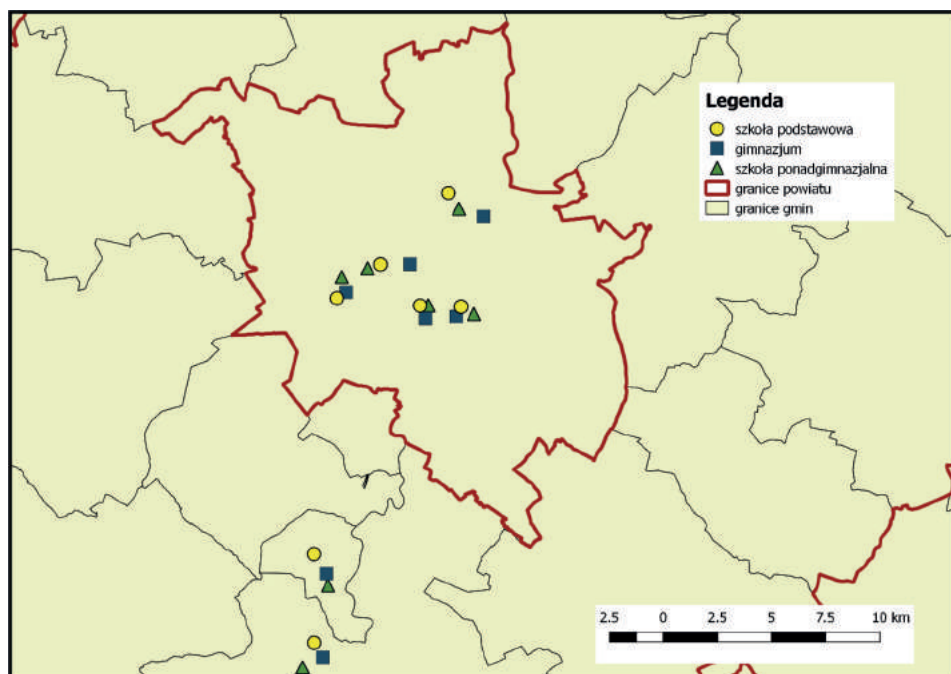 Legenda
szkoła podstawowa
gimnazjum
szkoła ponadgimnazjalna
granice powiatu
granice gmin
2.5 0 2.5 5 7.5 10 km